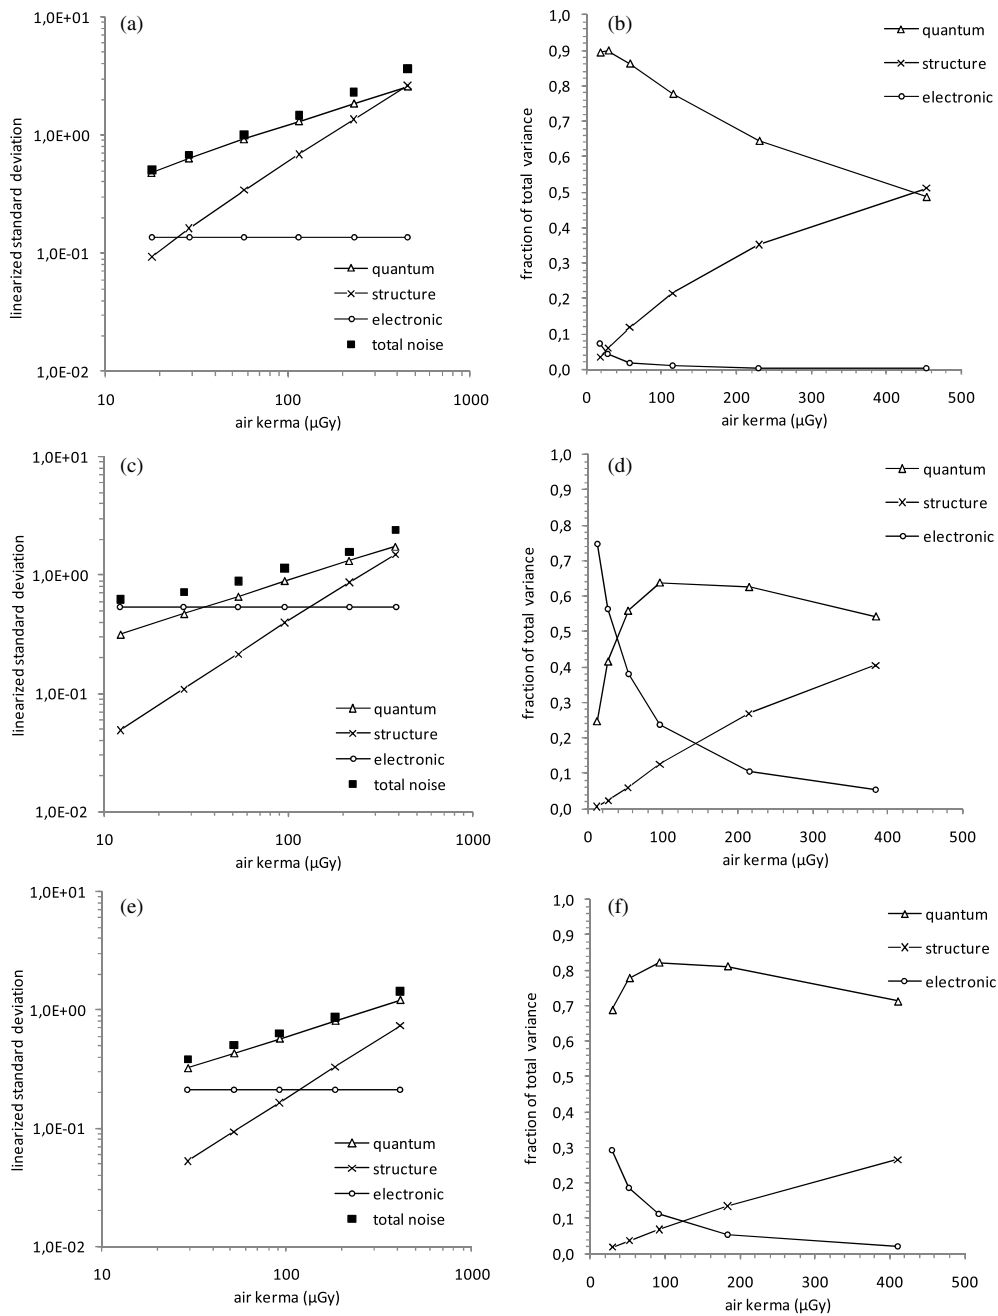 (a)
1,0E+01
1,0E+00
1,0E-01
1,0E-02
linearized standard deviation
quantum
structure
electronic
total noise
10 100 1000
air kerma (µGy)
(b)
1,0
0,9
0,8
0,7
0,6
0,5
0,4
0,3
0,2
0,1
0,0
fraction of total variance
quantum
structure
electronic
0 100 200 300 400 500
air kerma (µGy)
(c)
1,0E+01
1,0E+00
1,0E-01
1,0E-02
linearized standard deviation
quantum
structure
electronic
total noise
10 100 1000
air kerma (µGy)
(d)
1,0
0,9
0,8
0,7
0,6
0,5
0,4
0,3
0,2
0,1
0,0
fraction of total variance
quantum
structure
electronic
0 100 200 300 400 500
air kerma (µGy)
(e)
1,0E+01
1,0E+00
1,0E-01
1,0E-02
linearized standard deviation
quantum
structure
electronic
total noise
10 100 1000
air kerma (µGy)
(f)
1,0
0,9
0,8
0,7
0,6
0,5
0,4
0,3
0,2
0,1
0,0
fraction of total variance
quantum
structure
electronic
0 100 200 300 400 500
air kerma (µGy)